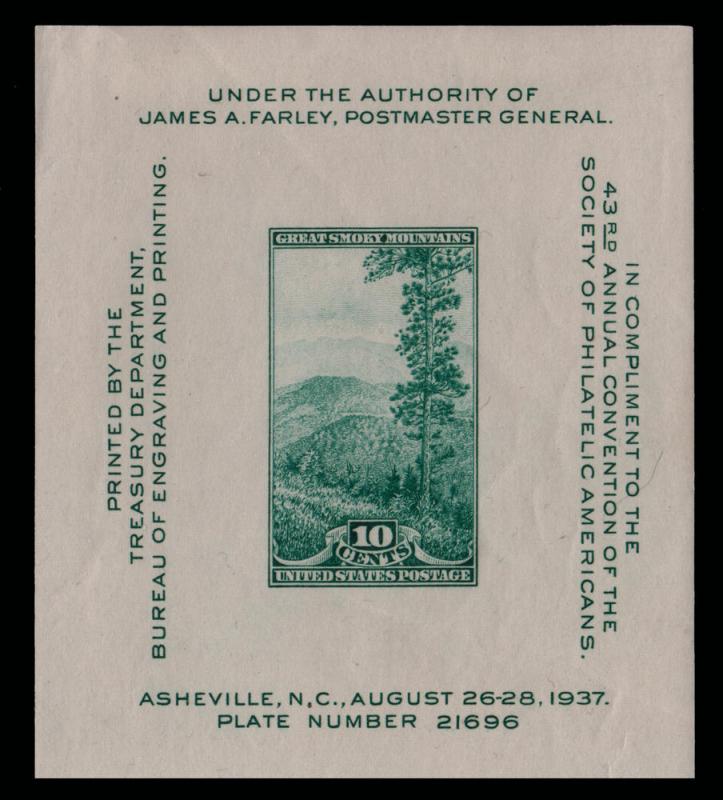 UNDER THE AUTHORITY OF
JAMES A. FARLEY, POSTMASTER GENERAL.
PRINTED BY THE
TREASURY DEPARTMENT,
BUREAU OF ENGRAVING AND PRINTING.
GREAT SMOKY MOUNTAINS
10
CENTS
UNITED STATES POSTAGE
IN COMPLIMENT TO THE
43RD ANNUAL CONVENTION OF THE
SOCIETY OF PHILATELIC AMERICANS.
ASHEVILLE, N.C., AUGUST 26-28, 1937.
PLATE NUMBER 21696